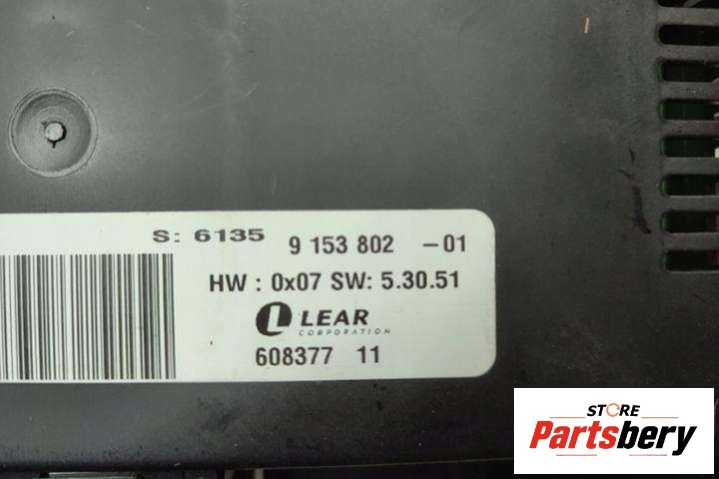 S: 6135 9 153 802 -01
HW : 0x07 SW: 5.30.51
LEAR
CORPORATION
608377 11
STORE
Partsbery